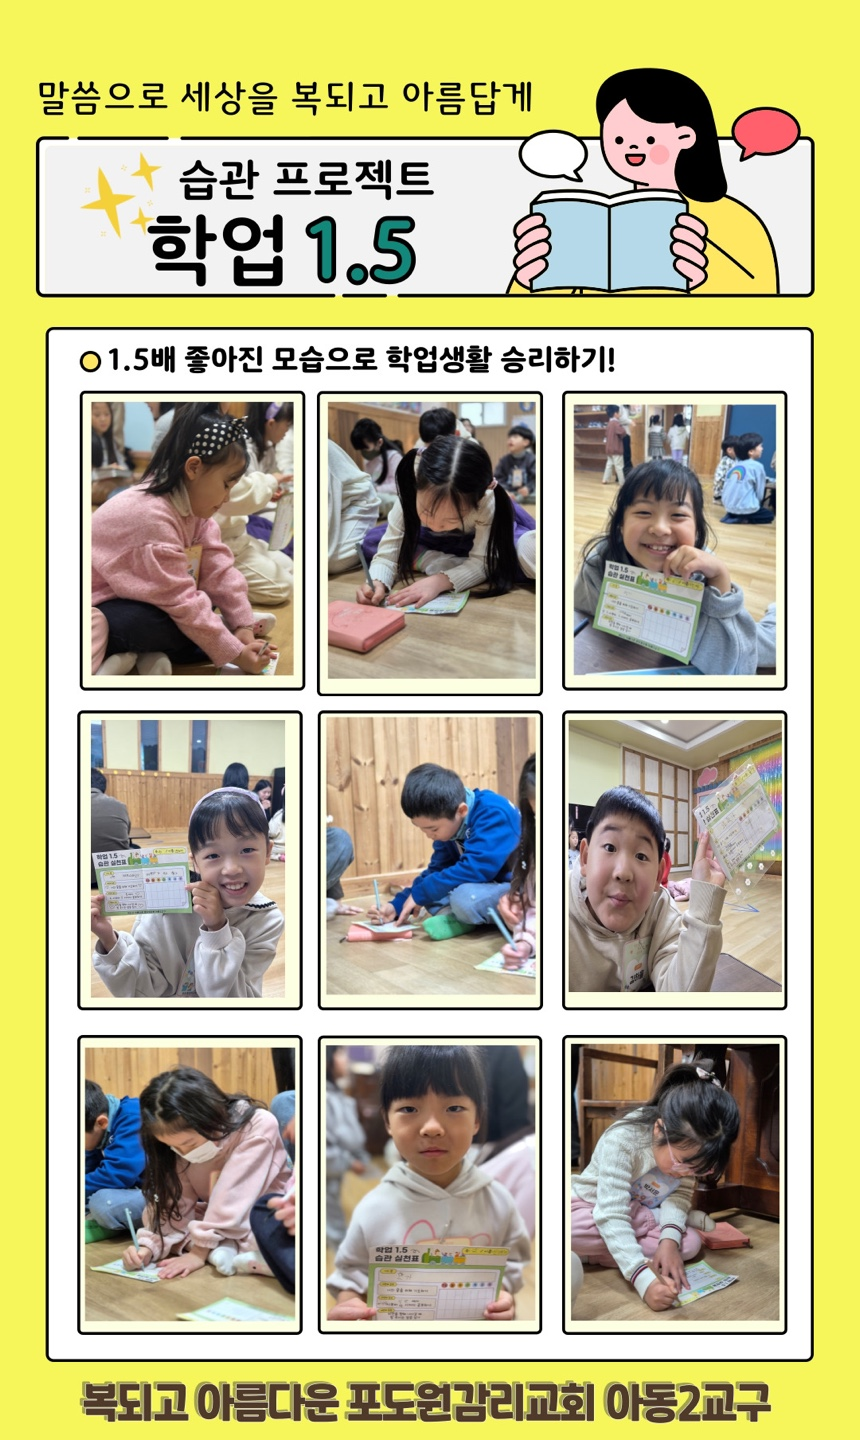 말씀으로 세상을 복되고 아름답게
습관 프로젝트
학업 1.5
1.5배 좋아진 모습으로 학업생활 승리하기!
학업 1.5
습관 실천표
학업 1.5
습관 실천표
학업 1.5
습관 실천표
복되고 아름다운 포도원감리교회 아동2교구